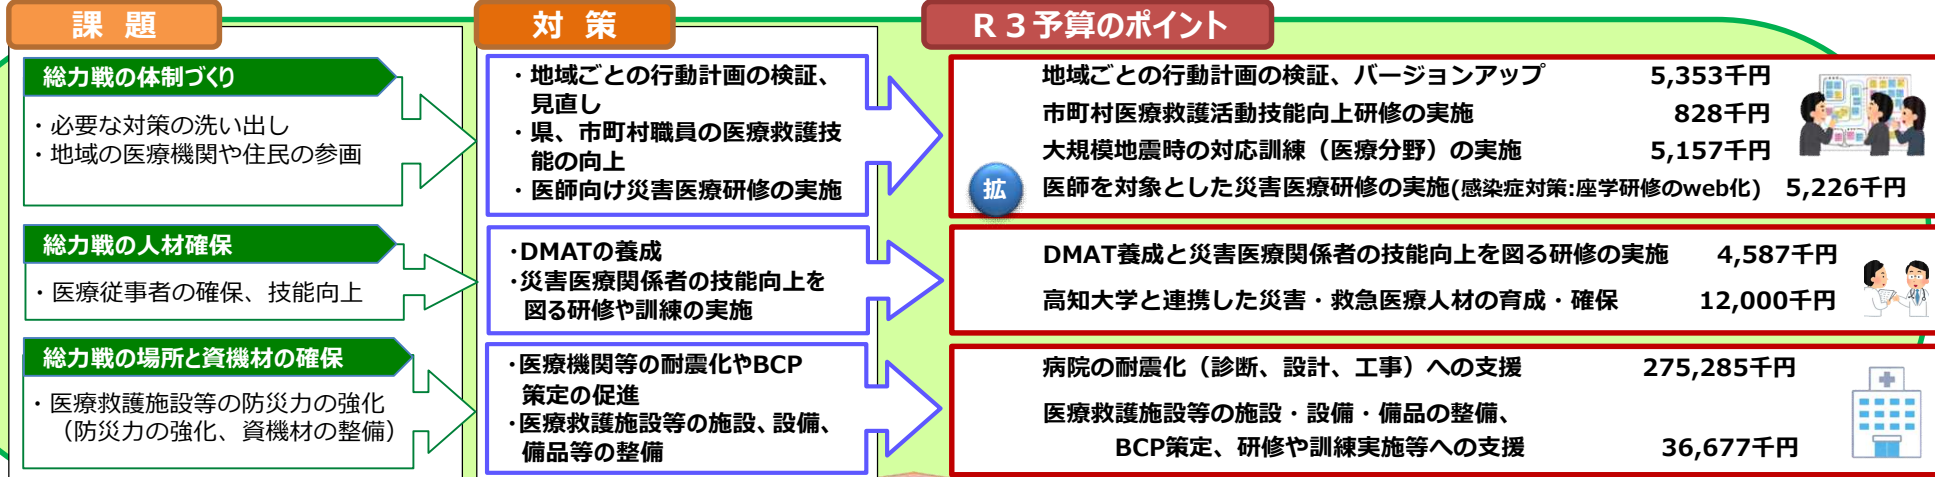 課 題
対 策
R3予算のポイント
総力戦の体制づくり
・必要な対策の洗い出し
・地域の医療機関や住民の参画
・地域ごとの行動計画の検証、
見直し
・県、市町村職員の医療救護技
能の向上
・医師向け災害医療研修の実施
地域ごとの行動計画の検証、バージョンアップ 5,353千円
市町村医療救護活動技能向上研修の実施 828千円
大規模地震時の対応訓練（医療分野）の実施 5,157千円
拡 医師を対象とした災害医療研修の実施(感染症対策:座学研修のweb化) 5,226千円
総力戦の人材確保
・医療従事者の確保、技能向上
・DMATの養成
・災害医療関係者の技能向上を
図る研修や訓練の実施
DMAT養成と災害医療関係者の技能向上を図る研修の実施 4,587千円
高知大学と連携した災害・救急医療人材の育成・確保 12,000千円
総力戦の場所と資機材の確保
・医療救護施設等の防災力の強化
（防災力の強化、資機材の整備）
・医療機関等の耐震化やBCP
策定の促進
・医療救護施設等の施設、設備、
備品等の整備
病院の耐震化（診断、設計、工事）への支援 275,285千円
医療救護施設等の施設・設備・備品の整備、
BCP策定、研修や訓練実施等への支援 36,677千円